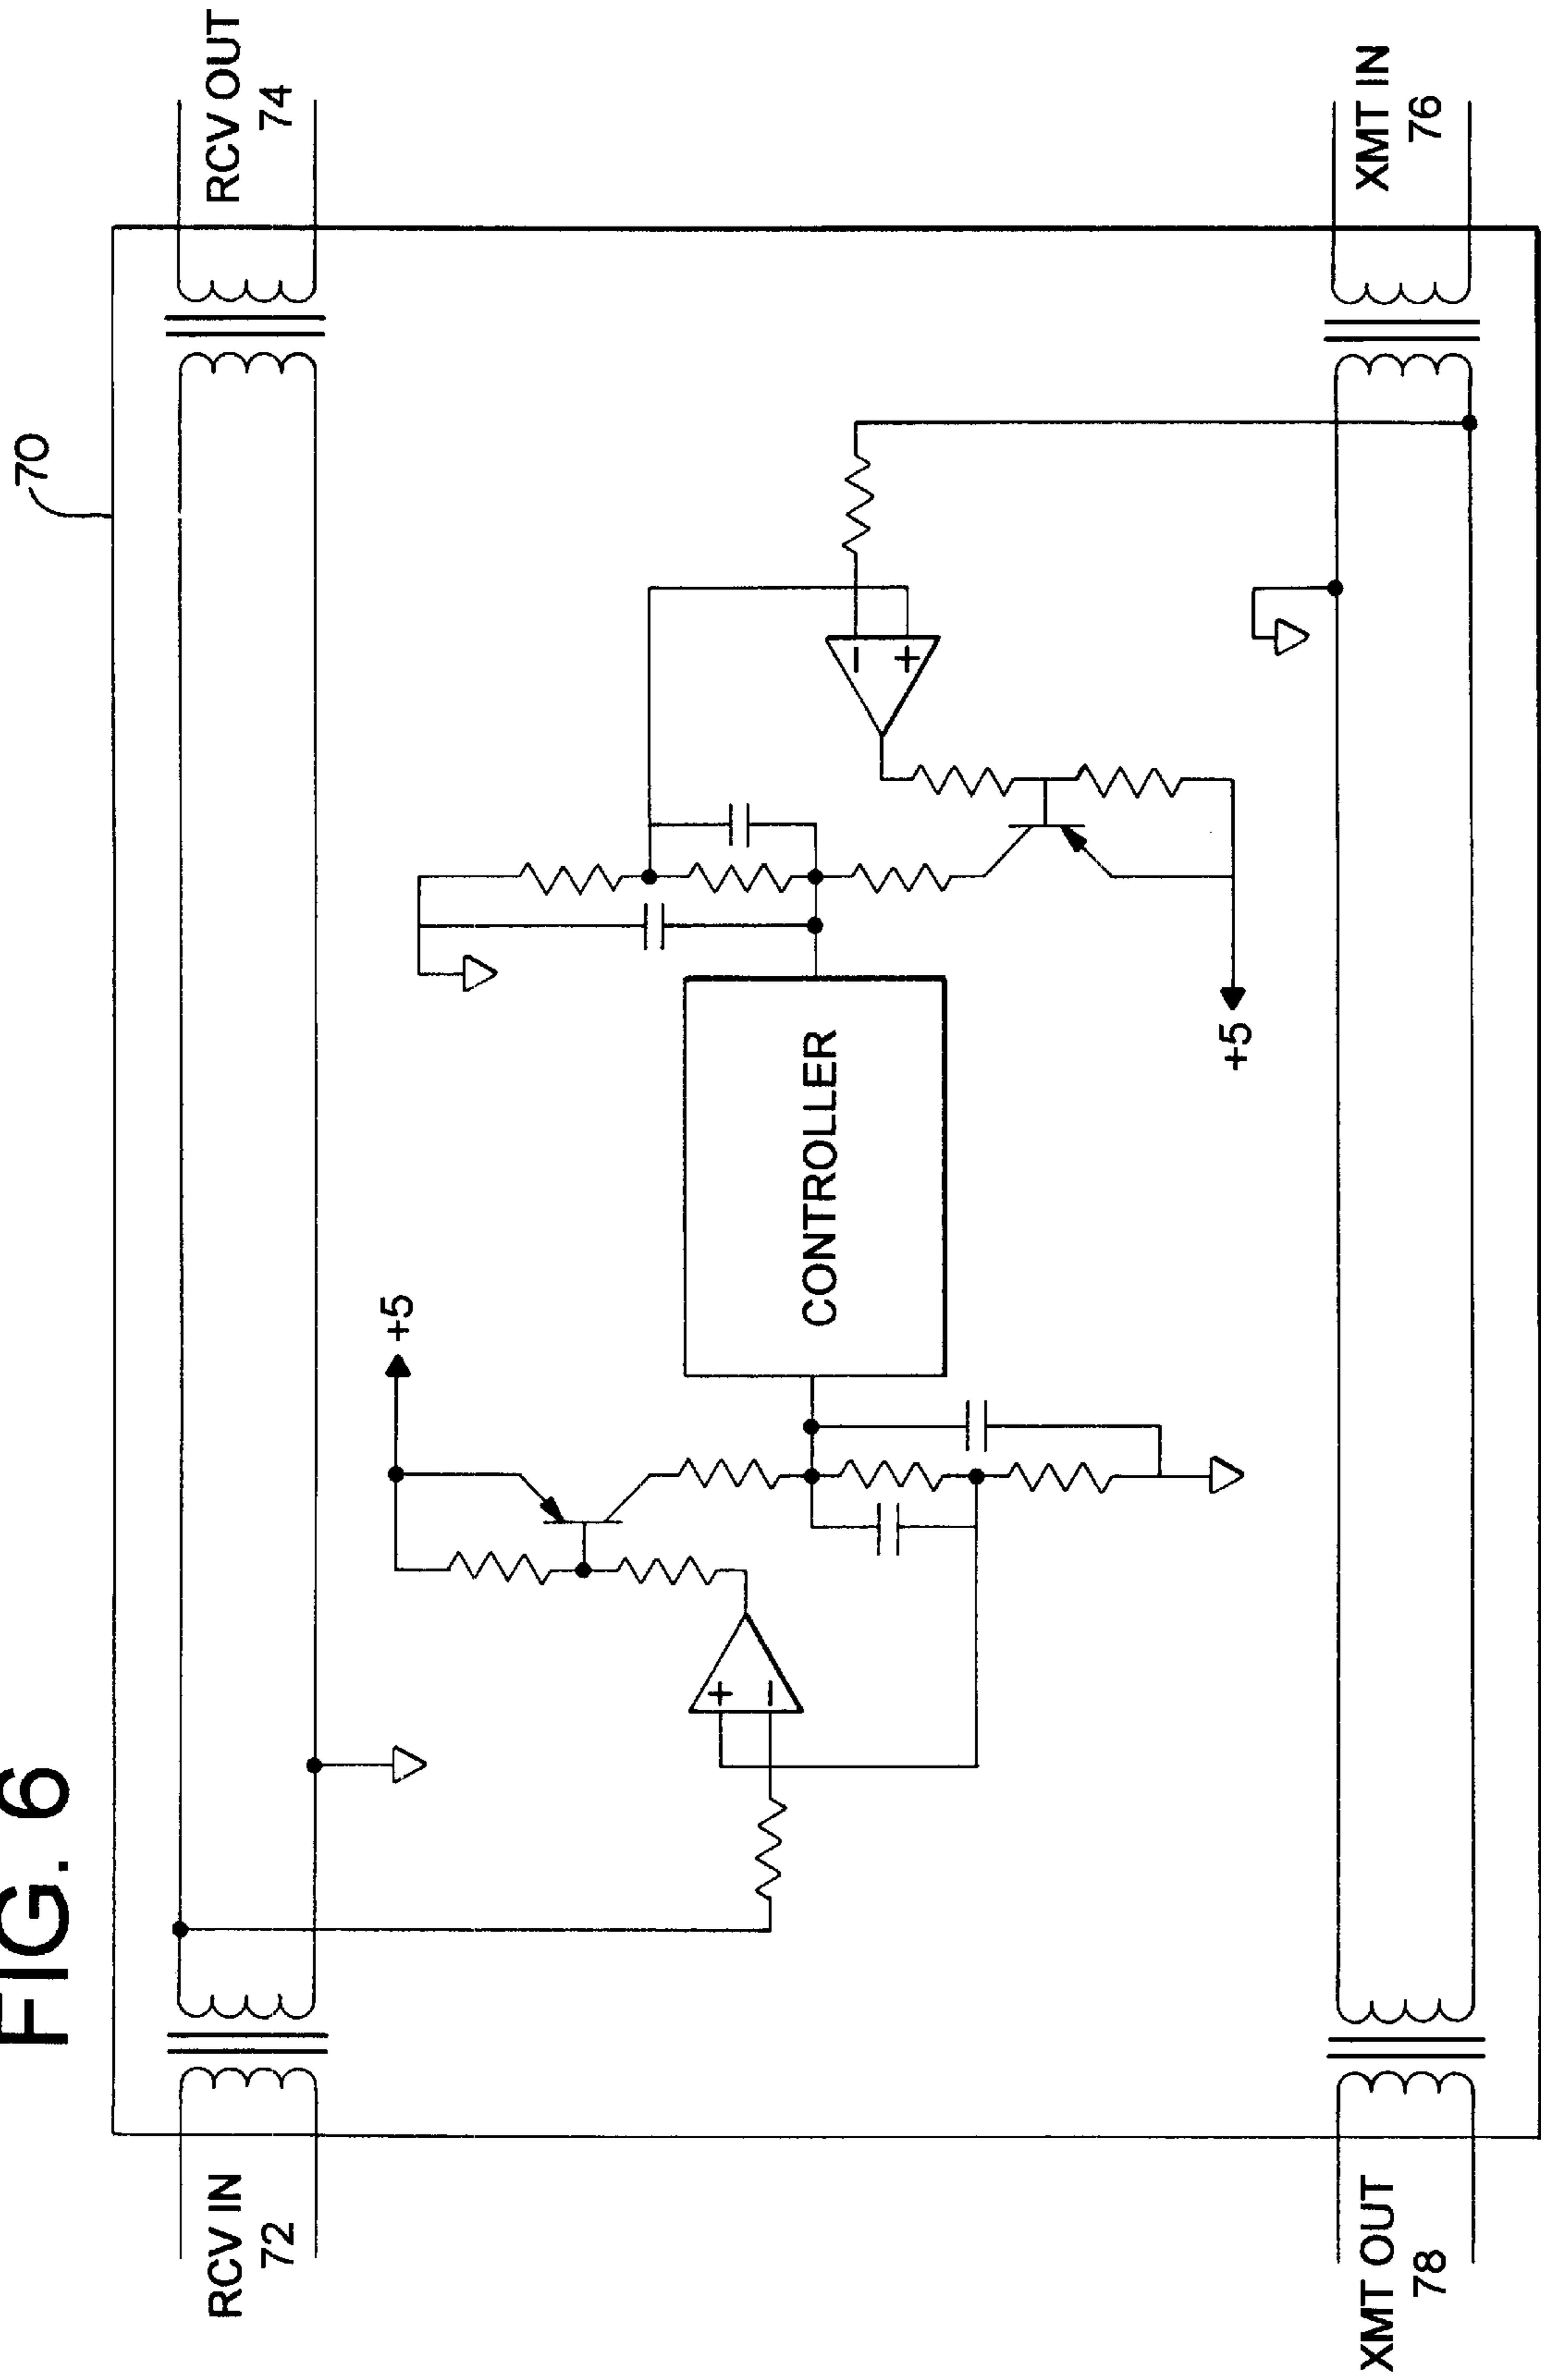 FIG. 6
70
RCV IN
72
RCV OUT
74
+5
+
−
CONTROLLER
−
+
+5
XMT OUT
78
XMT IN
76